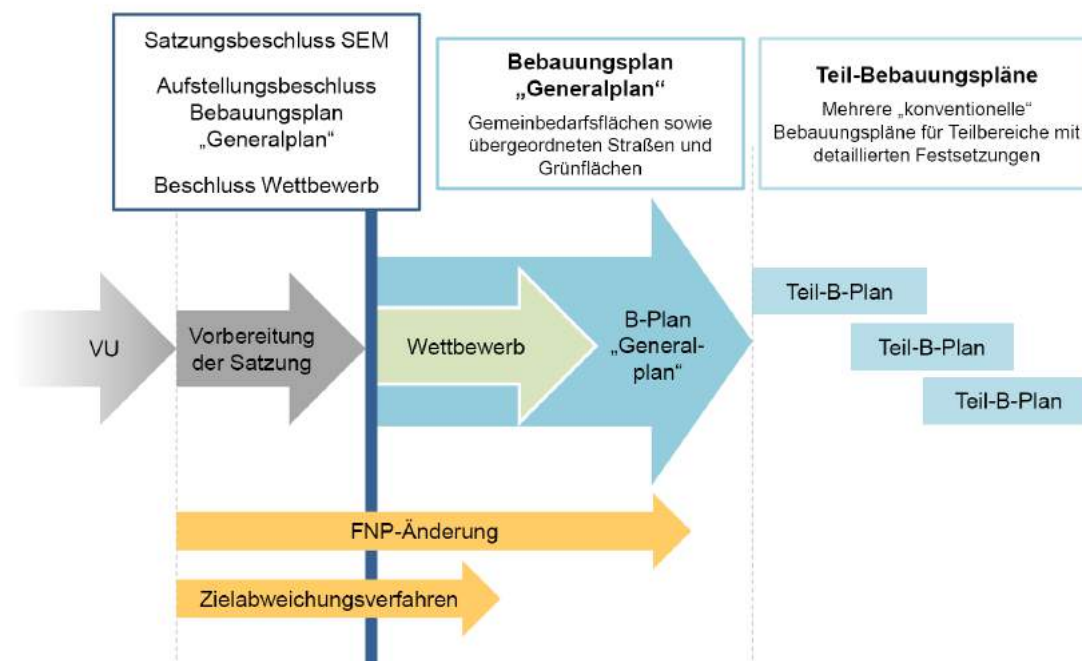 Satzungsbeschluss SEM
Aufstellungsbeschluss
Bebauungsplan
„Generalplan“
Beschluss Wettbewerb
Bebauungsplan
„Generalplan“
Gemeinbedarfsflächen sowie
übergeordneten Straßen und
Grünflächen
Teil-Bebauungspläne
Mehrere „konventionelle“
Bebauungspläne für Teilbereiche mit
detaillierten Festsetzungen
VU
Vorbereitung
der Satzung
Wettbewerb
B-Plan
„General-
plan“
Teil-B-Plan
Teil-B-Plan
Teil-B-Plan
FNP-Änderung
Zielabweichungsverfahren